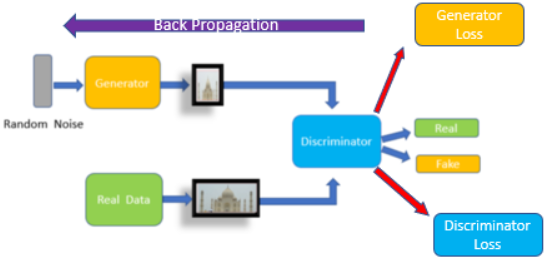 Back Propagation
Generator
Loss
Generator
Random Noise
Discriminator
Real
Fake
Real Data
Discriminator
Loss